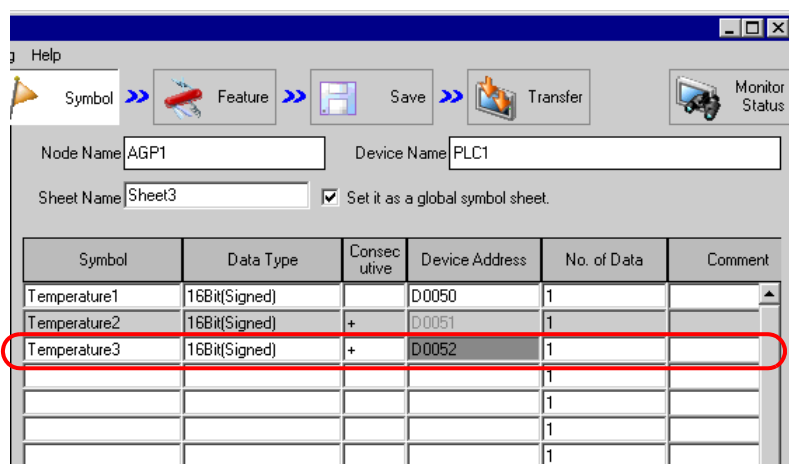 g Help
Symbol Feature Save Transfer Monitor Status
Node Name AGP1 Device Name PLC1
Sheet Name Sheet3 Set it as a global symbol sheet.
Symbol Data Type Consecutive Device Address No. of Data Comment
Temperature1 16Bit(Signed) D0050 1
Temperature2 16Bit(Signed) + D0051 1
Temperature3 16Bit(Signed) + D0052 1
1
1
1
1